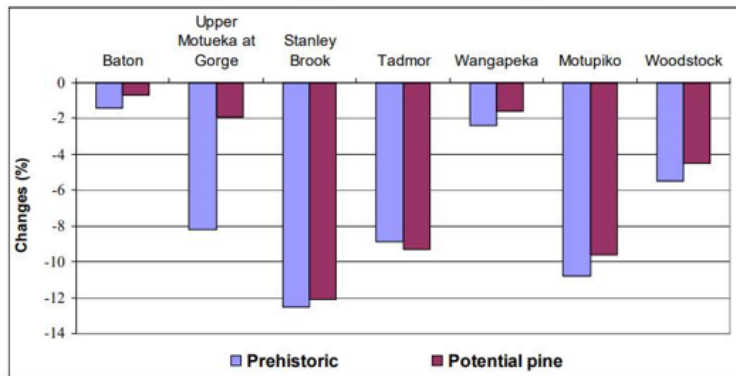 Baton
Upper
Motueka at
Gorge
Stanley
Brook
Tadmor
Wangapeka
Motupiko
Woodstock
0
-2
-4
-6
-8
-10
-12
-14
Changes (%)
Prehistoric
Potential pine